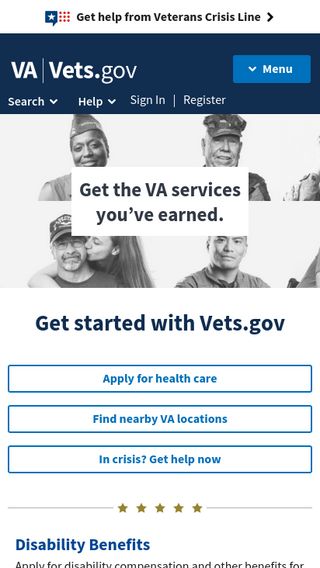 Get help from Veterans Crisis Line
VA | Vets.gov
Menu
Search Help Sign In | Register
Get the VA services
you’ve earned.
Get started with Vets.gov
Apply for health care
Find nearby VA locations
In crisis? Get help now
Disability Benefits
Apply for disability compensation and other benefits for